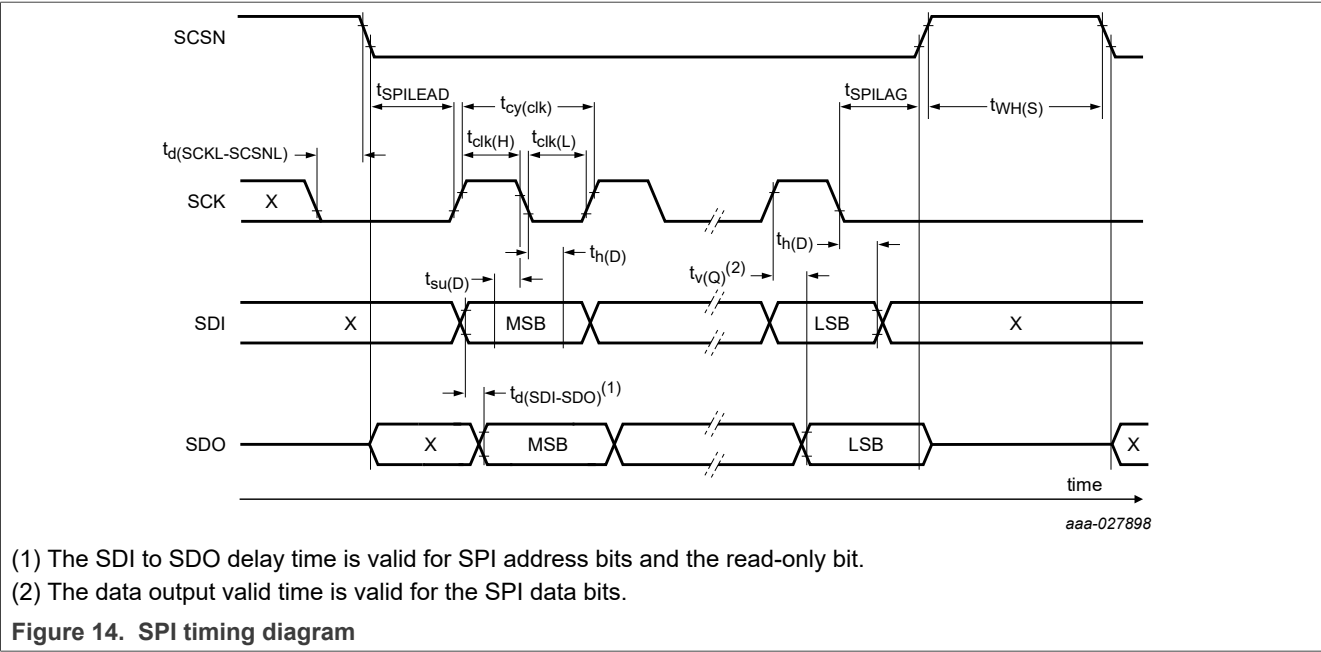 SCSN
tSPILEAD
tcy(clk)
tSPILAG
tWH(S)
tclk(H)
tclk(L)
td(SCKL-SCSNL)
SCK
X
th(D)
th(D)
tsu(D)
tv(Q)(2)
SDI
X
MSB
LSB
X
td(SDI-SDO)(1)
SDO
X
MSB
LSB
X
time
aaa-027898
(1) The SDI to SDO delay time is valid for SPI address bits and the read-only bit.
(2) The data output valid time is valid for the SPI data bits.
Figure 14. SPI timing diagram